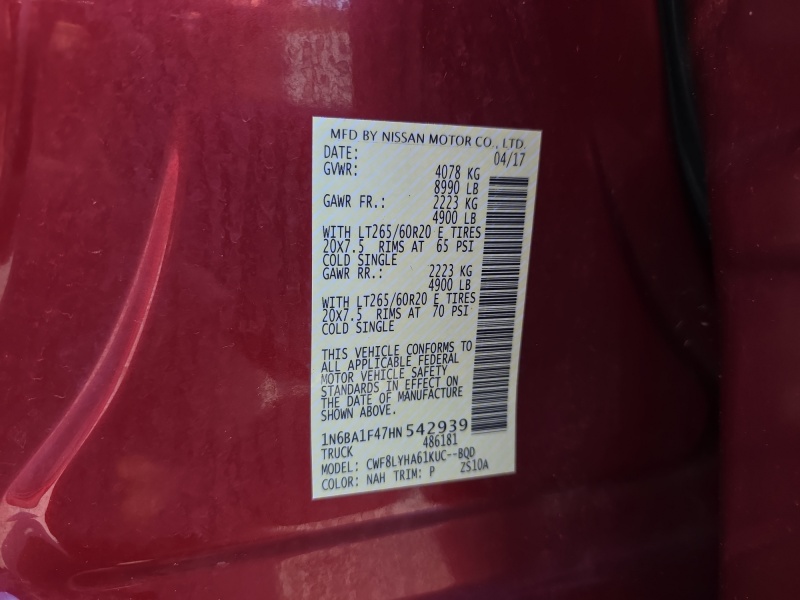 MFD BY NISSAN MOTOR CO., LTD.
DATE: 04/17
GVWR: 4078 KG
8990 LB
GAWR FR.: 2223 KG
4900 LB
WITH LT265/60R20 E TIRES
20X7.5 RIMS AT 65 PSI
COLD SINGLE
GAWR RR.: 2223 KG
4900 LB
WITH LT265/60R20 E TIRES
20X7.5 RIMS AT 70 PSI
COLD SINGLE
THIS VEHICLE CONFORMS TO
ALL APPLICABLE FEDERAL
MOTOR VEHICLE SAFETY
STANDARDS IN EFFECT ON
THE DATE OF MANUFACTURE
SHOWN ABOVE.
1N6BA1F47HN542939
TRUCK 486181
MODEL: CWF8LYHA61KUC--BQD
COLOR: NAH TRIM: P ZS10A